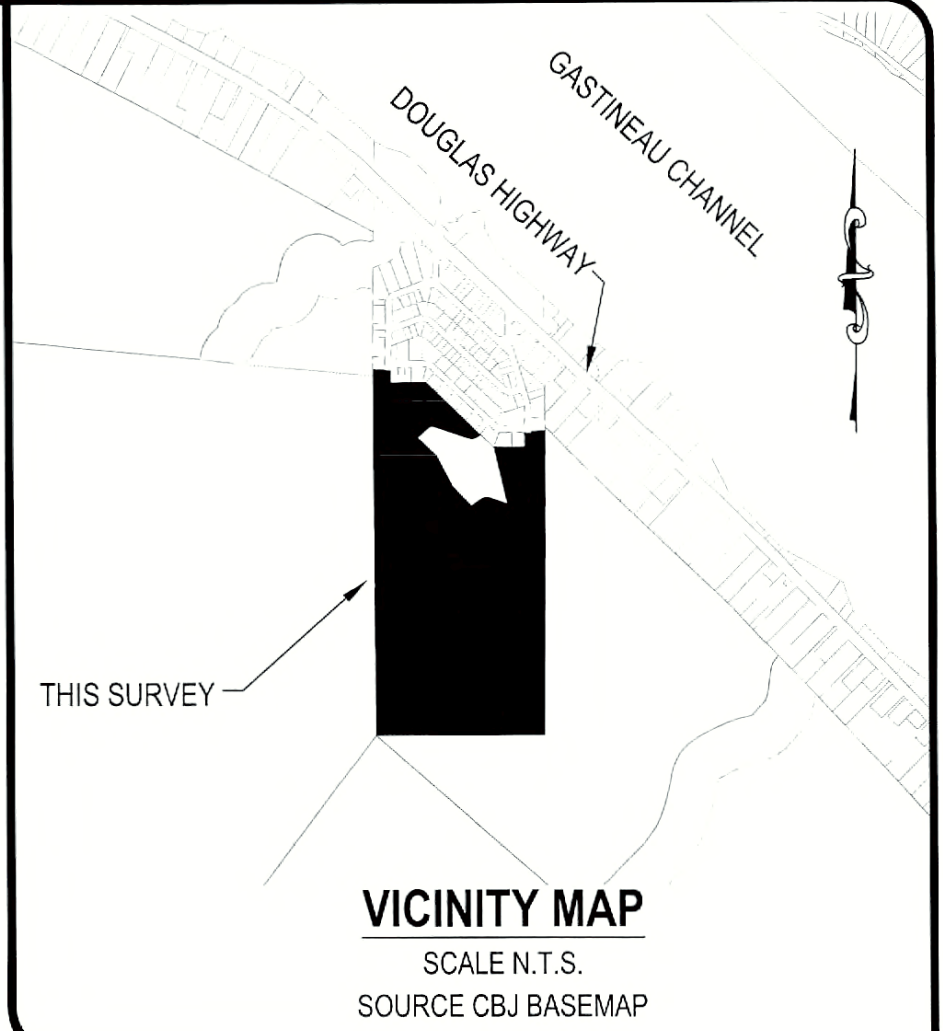 GASTINEAU CHANNEL
DOUGLAS HIGHWAY
THIS SURVEY
VICINITY MAP
SCALE N.T.S.
SOURCE CBJ BASEMAP